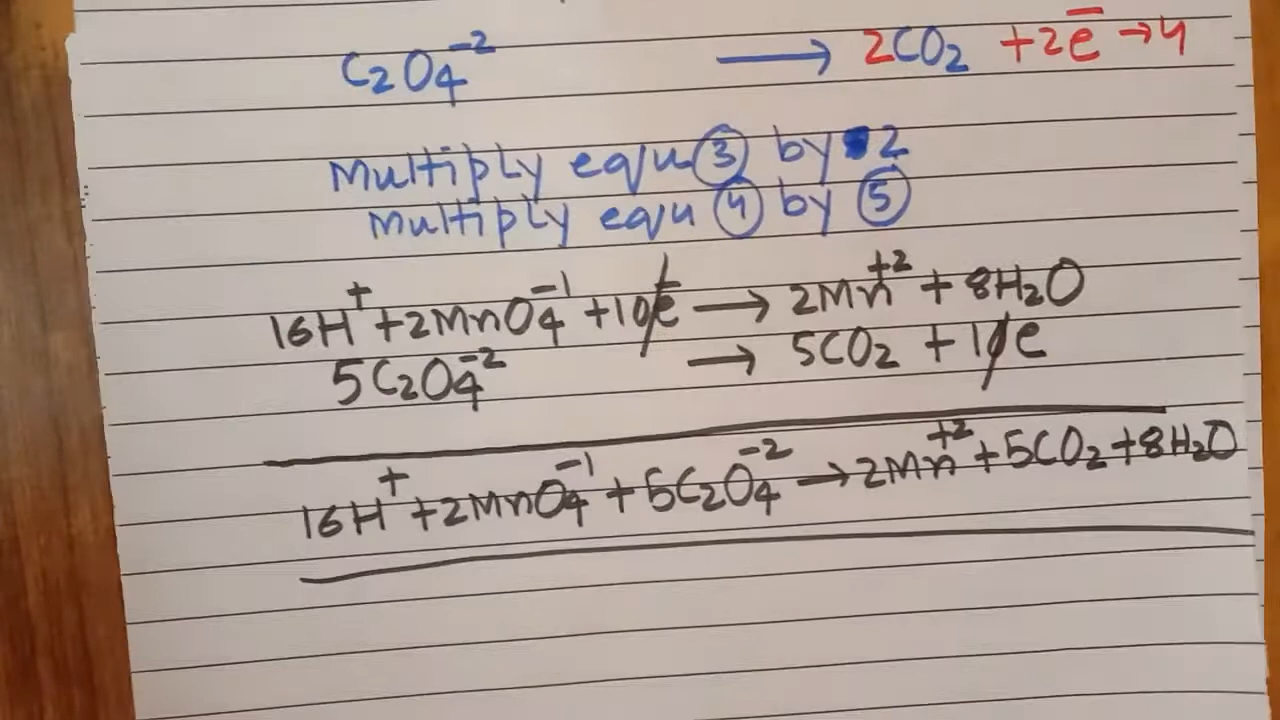 C₂O₄⁻² ⟶ 2CO₂ + 2e̅ → 4
Multiply equ ③ by 2
Multiply equ ④ by ⑤
16H⁺ + 2MnO₄⁻¹ + 10e̅ ⟶ 2Mn⁺² + 8H₂O
5C₂O₄⁻² → 5CO₂ + 10e
16H⁺ + 2MnO₄⁻¹ + 5C₂O₄⁻² → 2Mn⁺² + 5CO₂ + 8H₂O